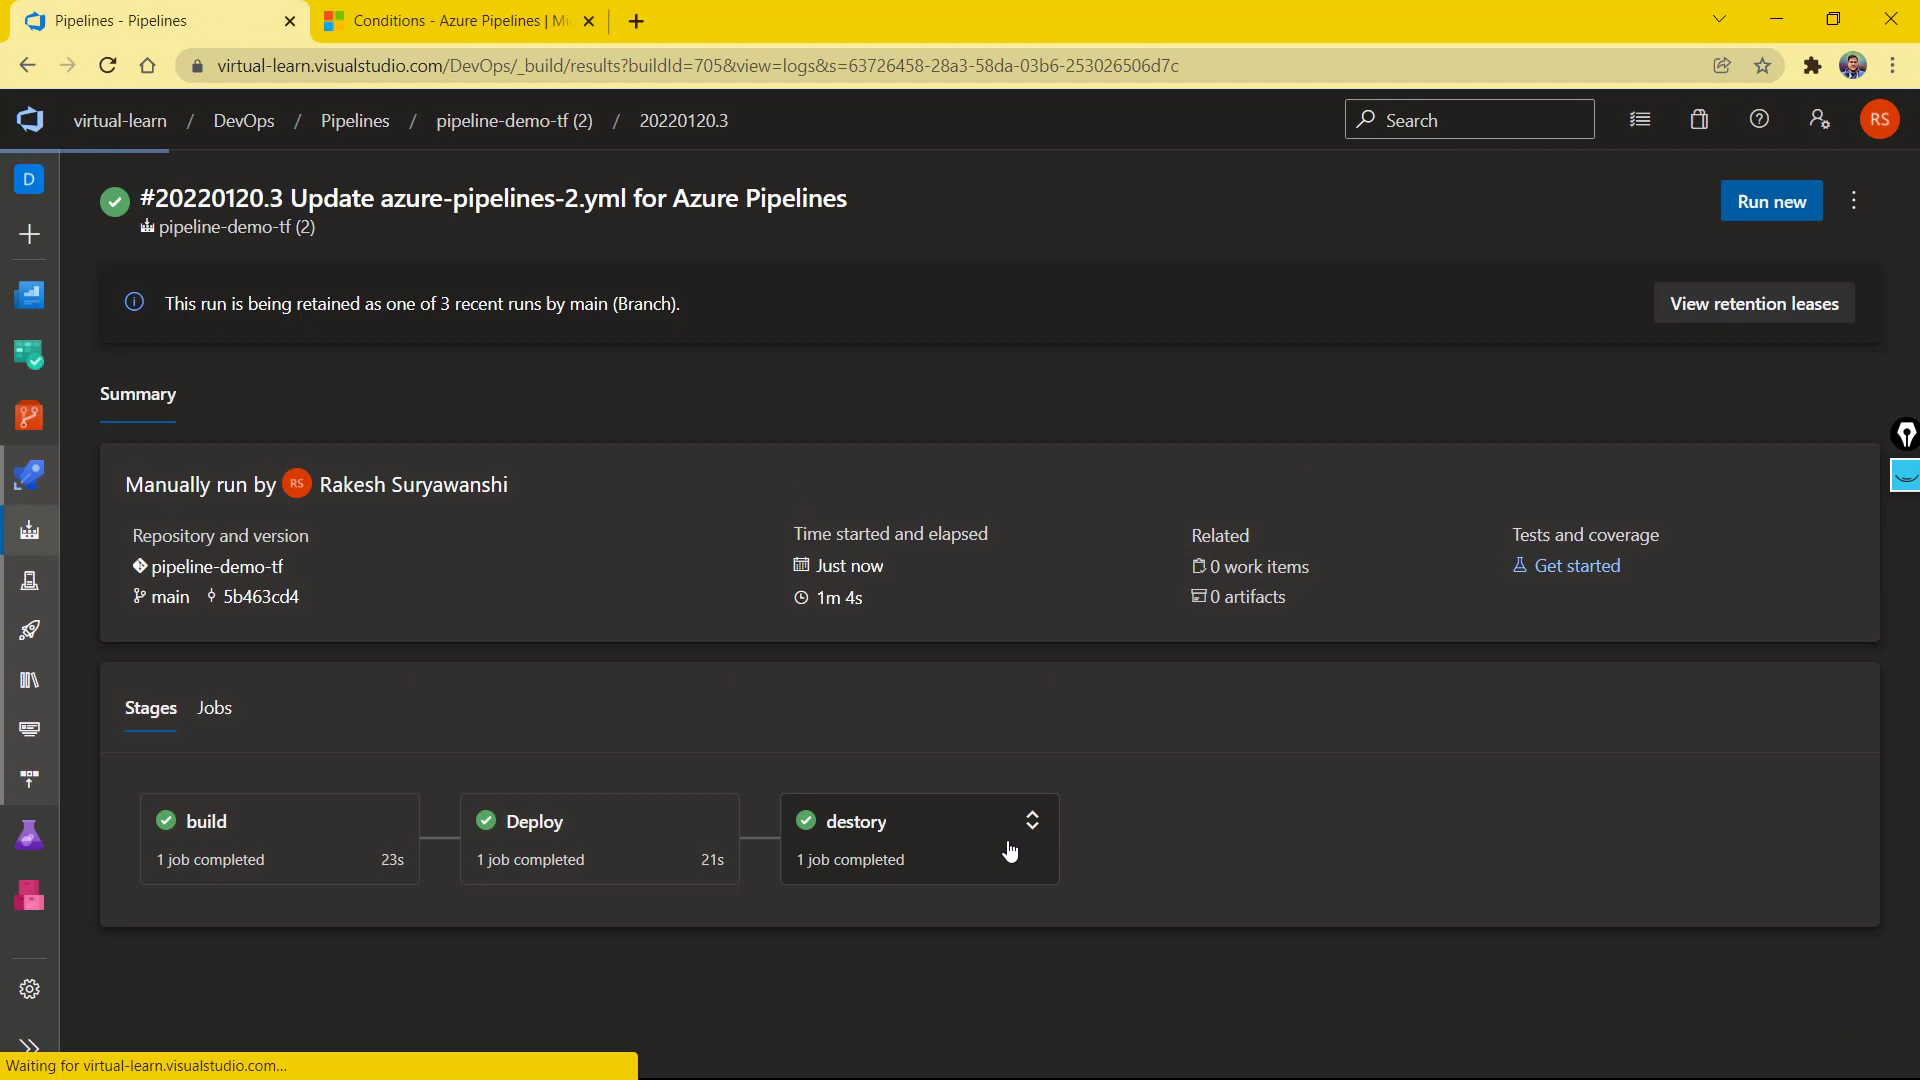 Pipelines - Pipelines
Conditions - Azure Pipelines | Mi
virtual-learn.visualstudio.com/DevOps/_build/results?buildId=705&view=logs&s=63726458-28a3-58da-03b6-253026506d7c
virtual-learn / DevOps / Pipelines / pipeline-demo-tf (2) / 20220120.3
Search
RS
D
#20220120.3 Update azure-pipelines-2.yml for Azure Pipelines
pipeline-demo-tf (2)
Run new
This run is being retained as one of 3 recent runs by main (Branch).
View retention leases
Summary
Manually run by RS Rakesh Suryawanshi
Repository and version
pipeline-demo-tf
main 5b463cd4
Time started and elapsed
Just now
1m 4s
Related
0 work items
0 artifacts
Tests and coverage
Get started
Stages Jobs
build
1 job completed 23s
Deploy
1 job completed 21s
destory
1 job completed
Waiting for virtual-learn.visualstudio.com...